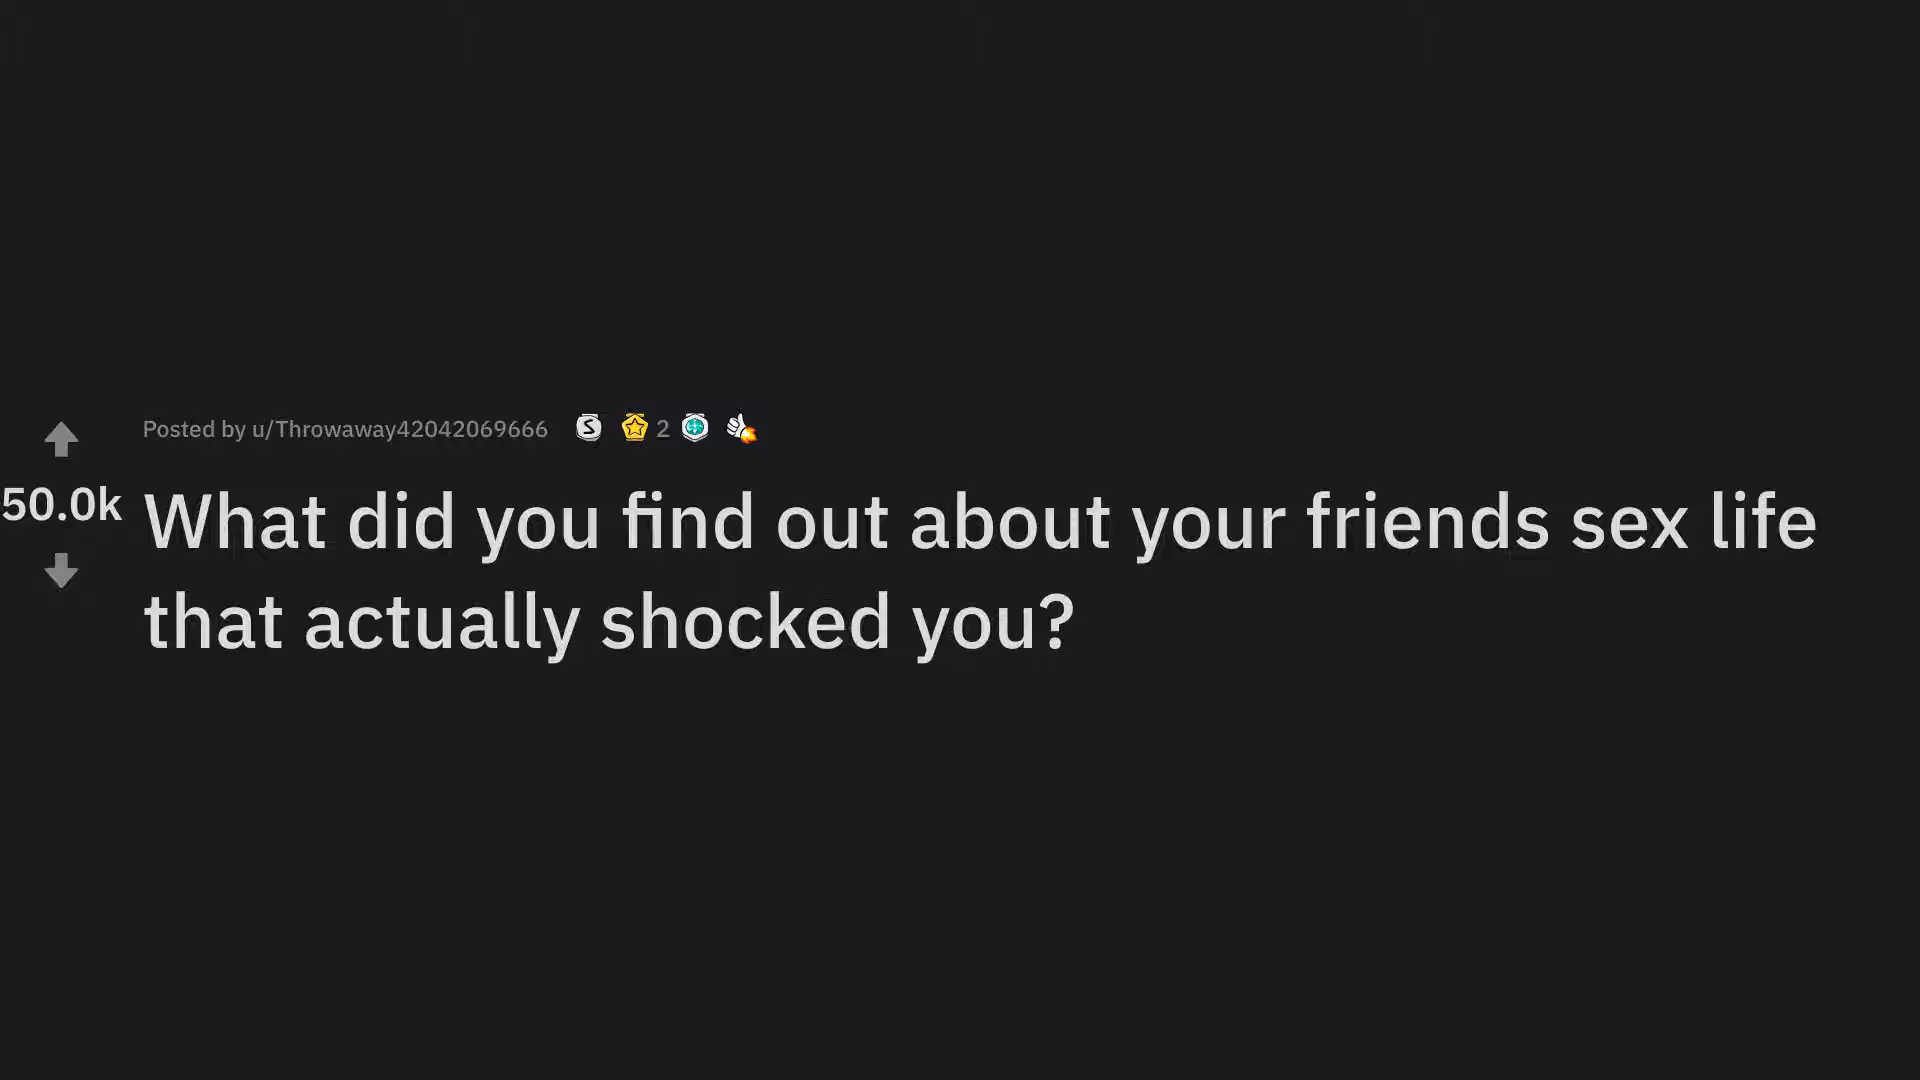 Posted by u/Throwaway42042069666 2
50.0k
What did you find out about your friends sex life
that actually shocked you?